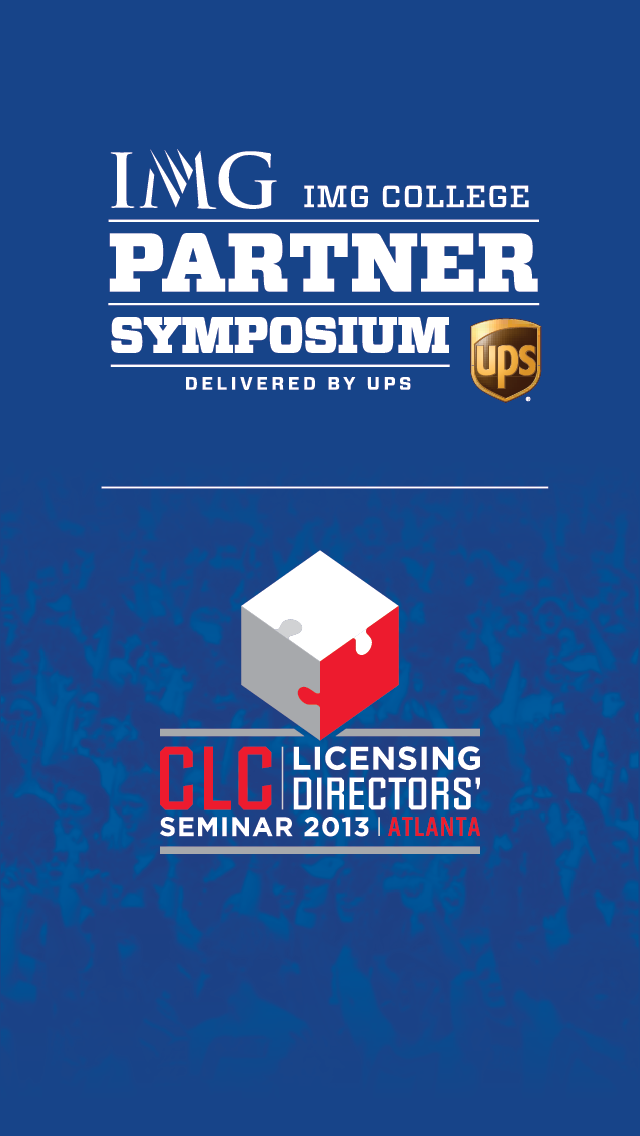 IMG IMG COLLEGE
PARTNER
SYMPOSIUM
ups
DELIVERED BY UPS
CLC LICENSING
DIRECTORS'
SEMINAR 2013 | ATLANTA